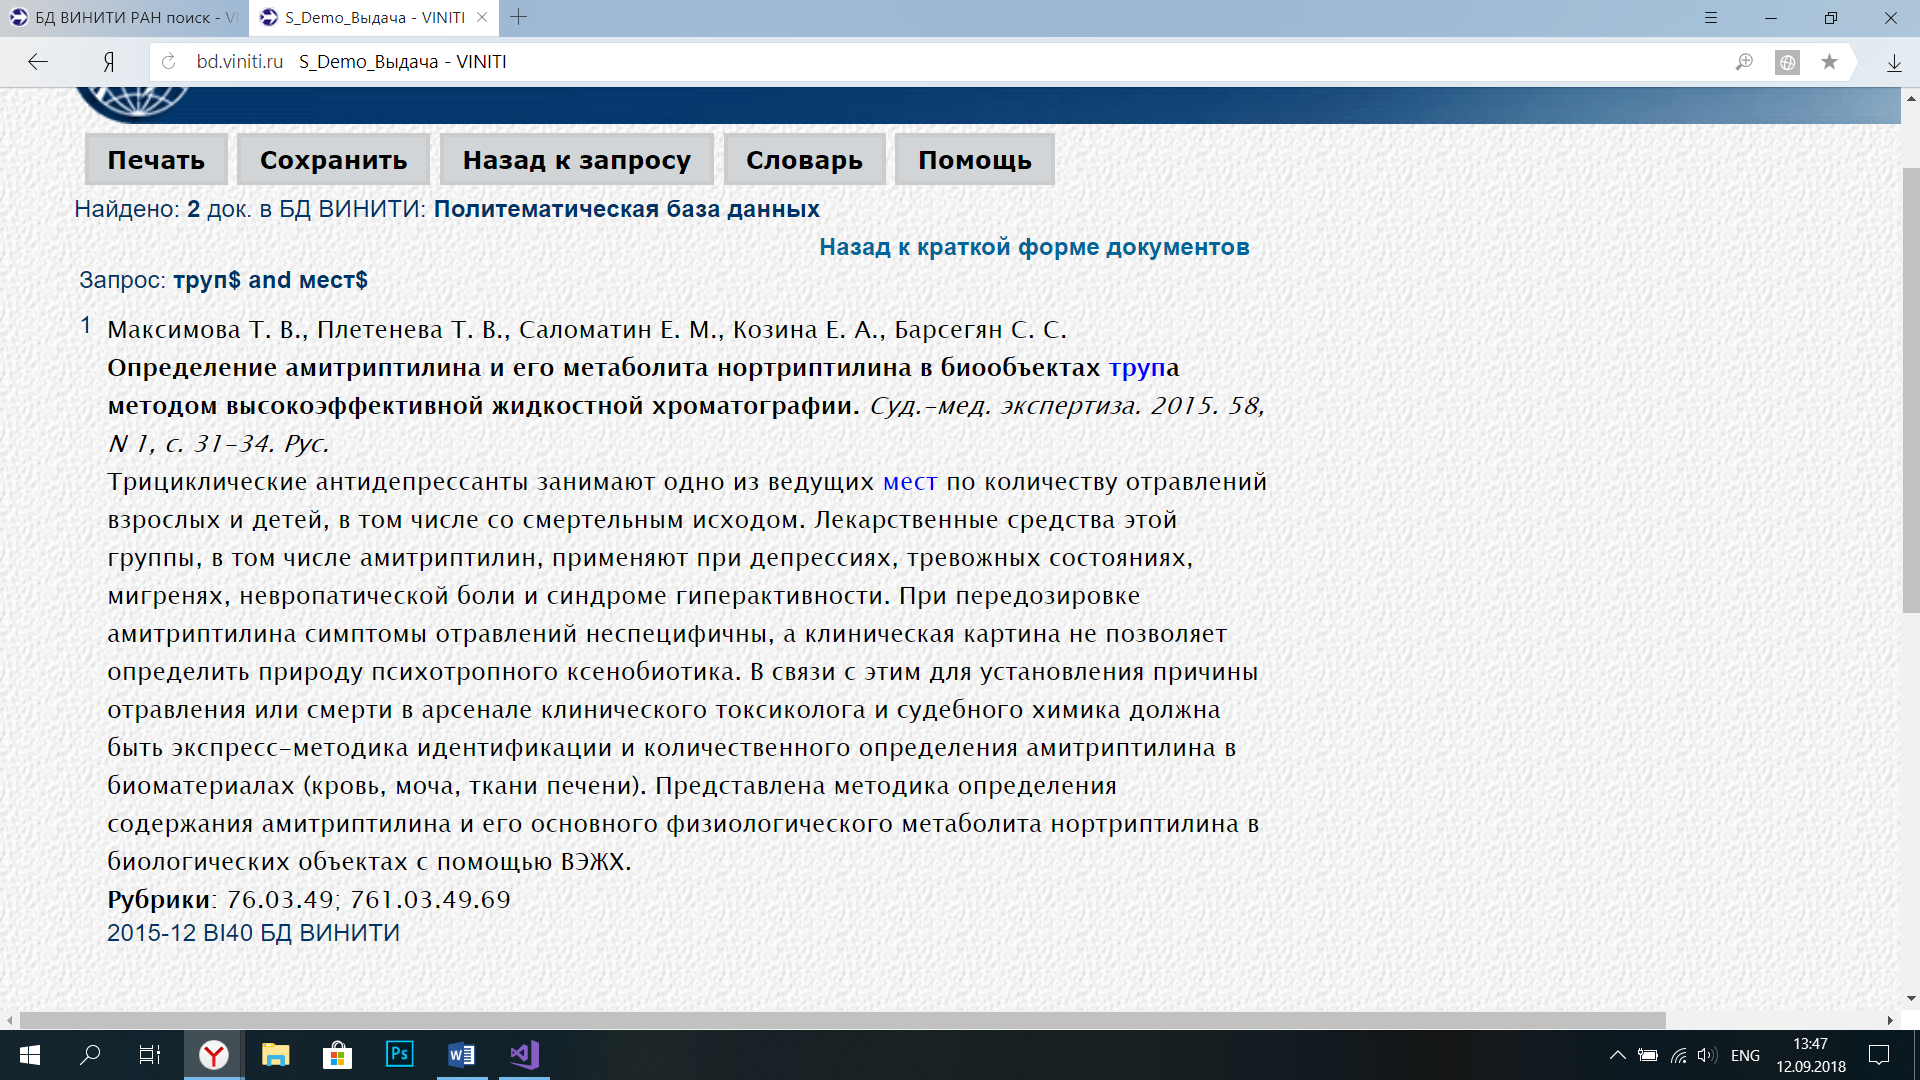 БД ВИНИТИ РАН поиск - VI
S_Demo_Выдача - VINITI
Я bd.viniti.ru S_Demo_Выдача - VINITI
Печать Сохранить Назад к запросу Словарь Помощь
Найдено: 2 док. в БД ВИНИТИ: Политематическая база данных
Назад к краткой форме документов
Запрос: труп$ and мест$
1 Максимова Т. В., Плетенева Т. В., Саломатин Е. М., Козина Е. А., Барсегян С. С.
Определение амитриптилина и его метаболита нортриптилина в биообъектах трупа
методом высокоэффективной жидкостной хроматографии. Суд.-мед. экспертиза. 2015. 58,
N 1, с. 31-34. Рус.
Трициклические антидепрессанты занимают одно из ведущих мест по количеству отравлений
взрослых и детей, в том числе со смертельным исходом. Лекарственные средства этой
группы, в том числе амитриптилин, применяют при депрессиях, тревожных состояниях,
мигренях, невропатической боли и синдроме гиперактивности. При передозировке
амитриптилина симптомы отравлений неспецифичны, а клиническая картина не позволяет
определить природу психотропного ксенобиотика. В связи с этим для установления причины
отравления или смерти в арсенале клинического токсиколога и судебного химика должна
быть экспресс-методика идентификации и количественного определения амитриптилина в
биоматериалах (кровь, моча, ткани печени). Представлена методика определения
содержания амитриптилина и его основного физиологического метаболита нортриптилина в
биологических объектах с помощью ВЭЖХ.
Рубрики: 76.03.49; 761.03.49.69
2015-12 BI40 БД ВИНИТИ
Ps
ENG
13:47
12.09.2018